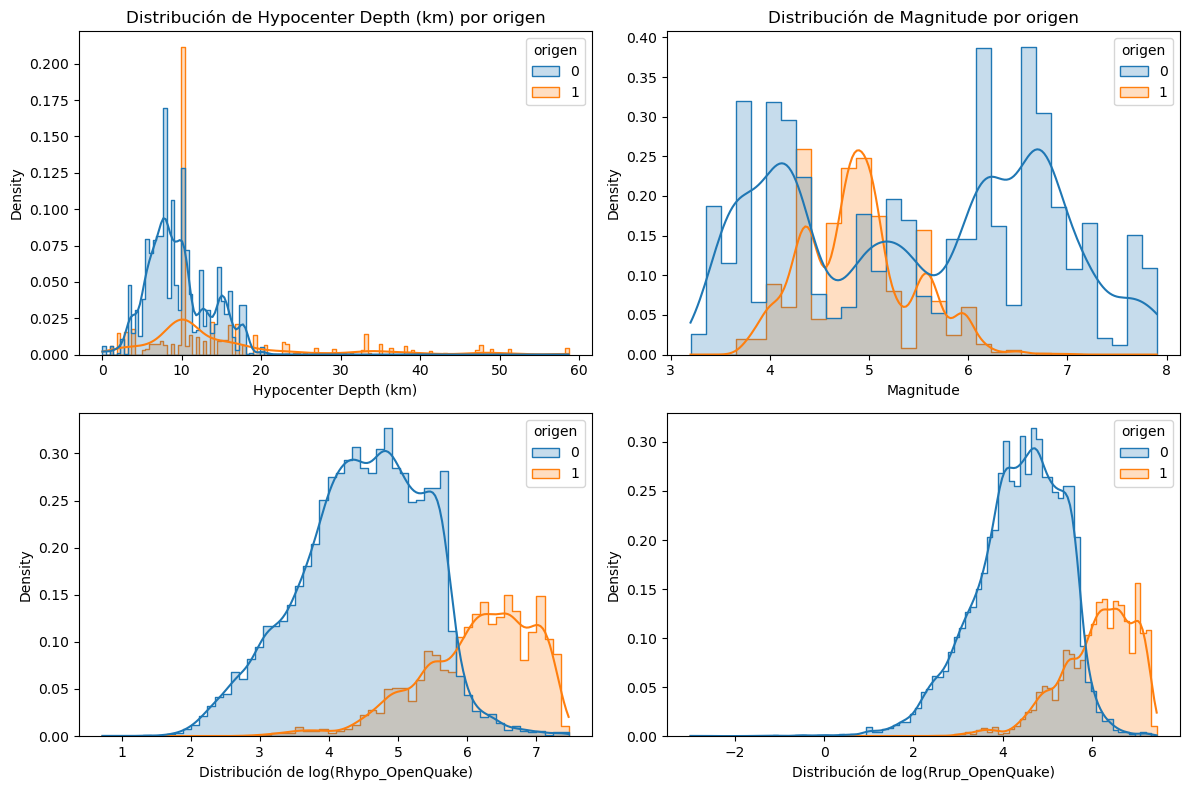 Distribución de Hypocenter Depth (km) por origen
origen
0
1
0.200
0.175
0.150
0.125
0.100
0.075
0.050
0.025
0.000
Density
0 10 20 30 40 50 60
Hypocenter Depth (km)
Distribución de Magnitude por origen
origen
0
1
0.40
0.35
0.30
0.25
0.20
0.15
0.10
0.05
0.00
Density
3 4 5 6 7 8
Magnitude
origen
0
1
0.30
0.25
0.20
0.15
0.10
0.05
0.00
Density
1 2 3 4 5 6 7
Distribución de log(Rhypo_OpenQuake)
origen
0
1
0.30
0.25
0.20
0.15
0.10
0.05
0.00
Density
−2 0 2 4 6
Distribución de log(Rrup_OpenQuake)